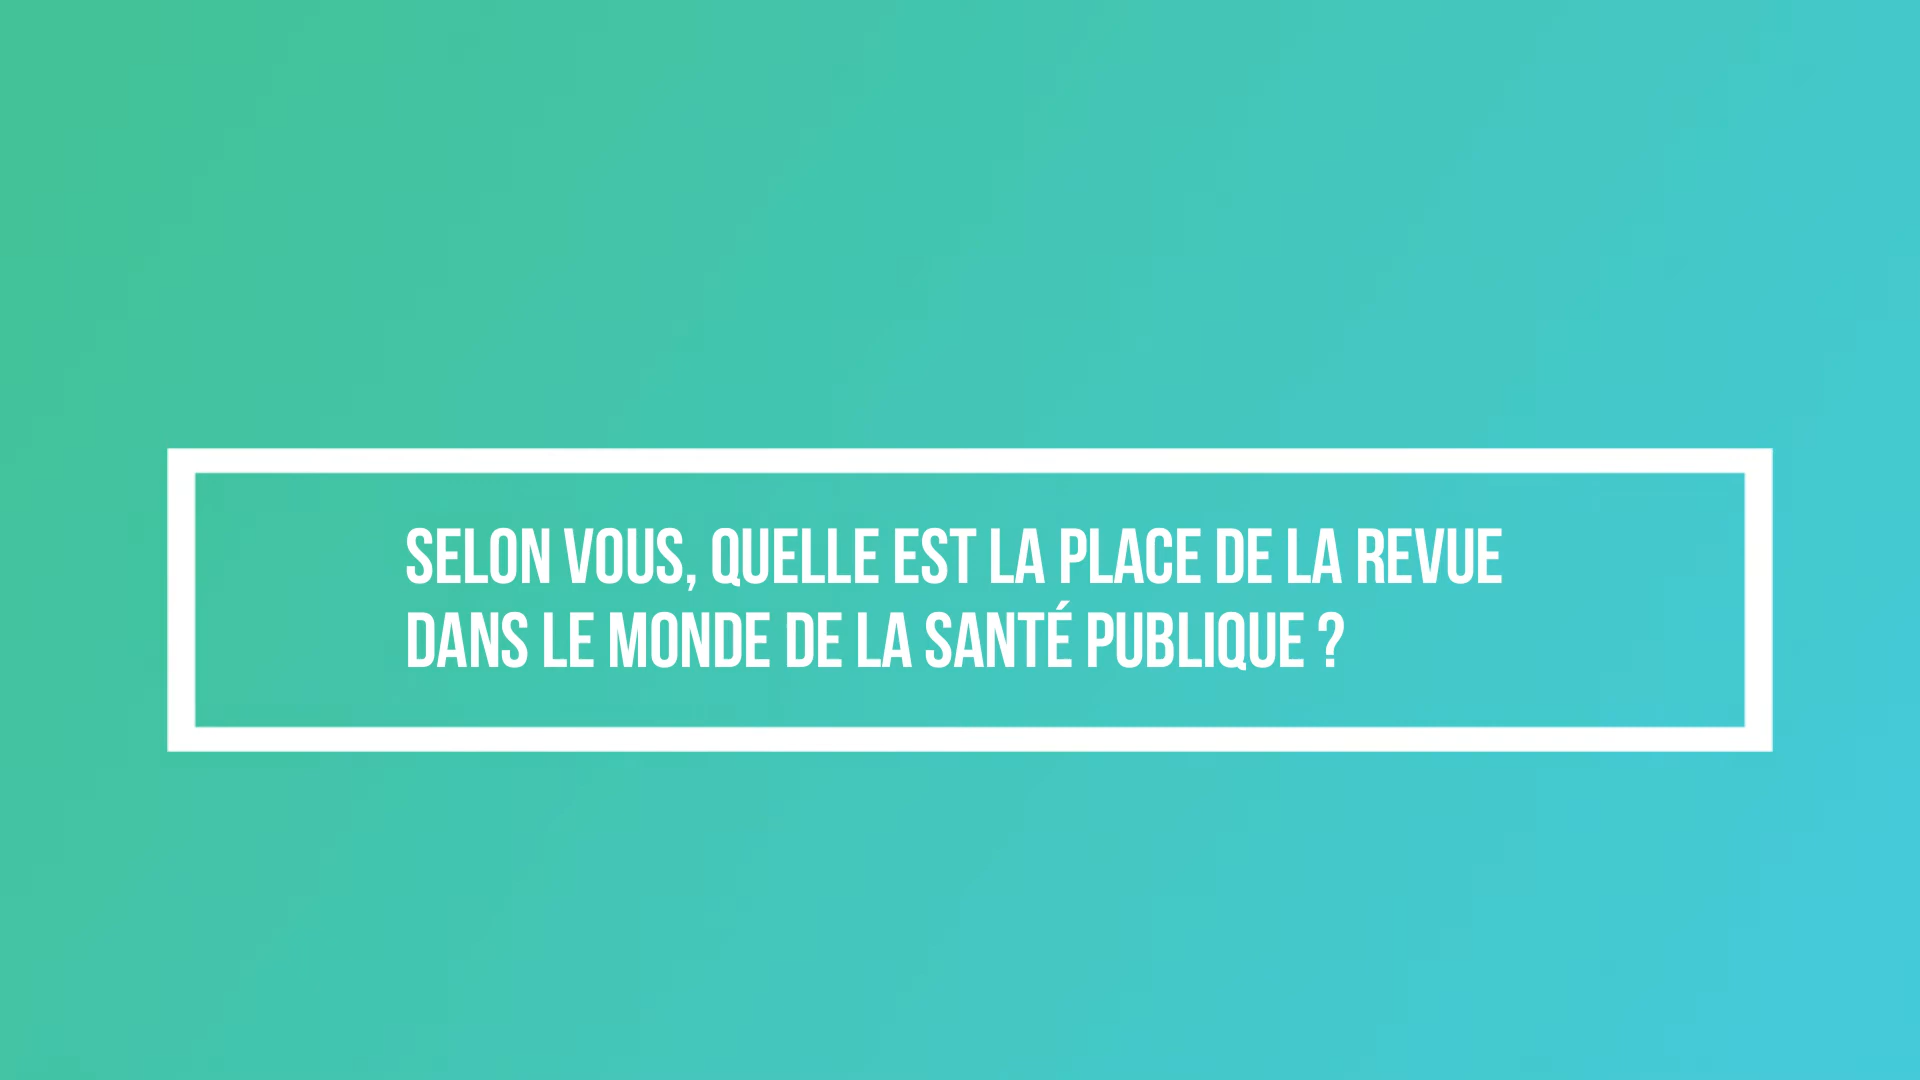 SELON VOUS, QUELLE EST LA PLACE DE LA REVUE
DANS LE MONDE DE LA SANTÉ PUBLIQUE ?